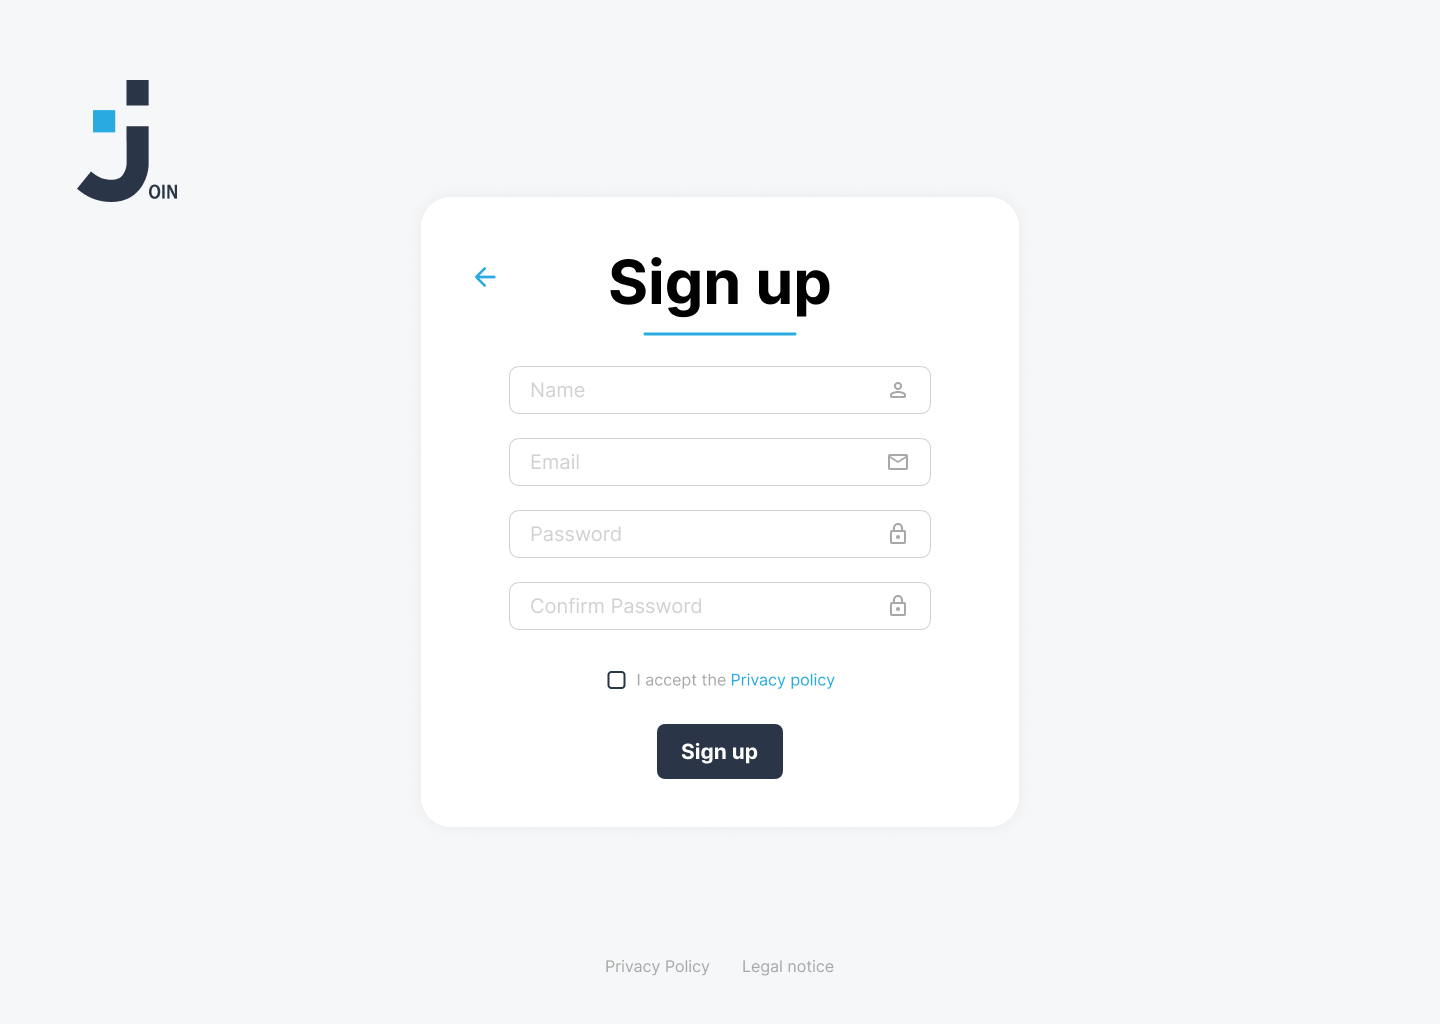 JOIN
Sign up
Name
Email
Password
Confirm Password
I accept the Privacy policy
Sign up
Privacy Policy Legal notice